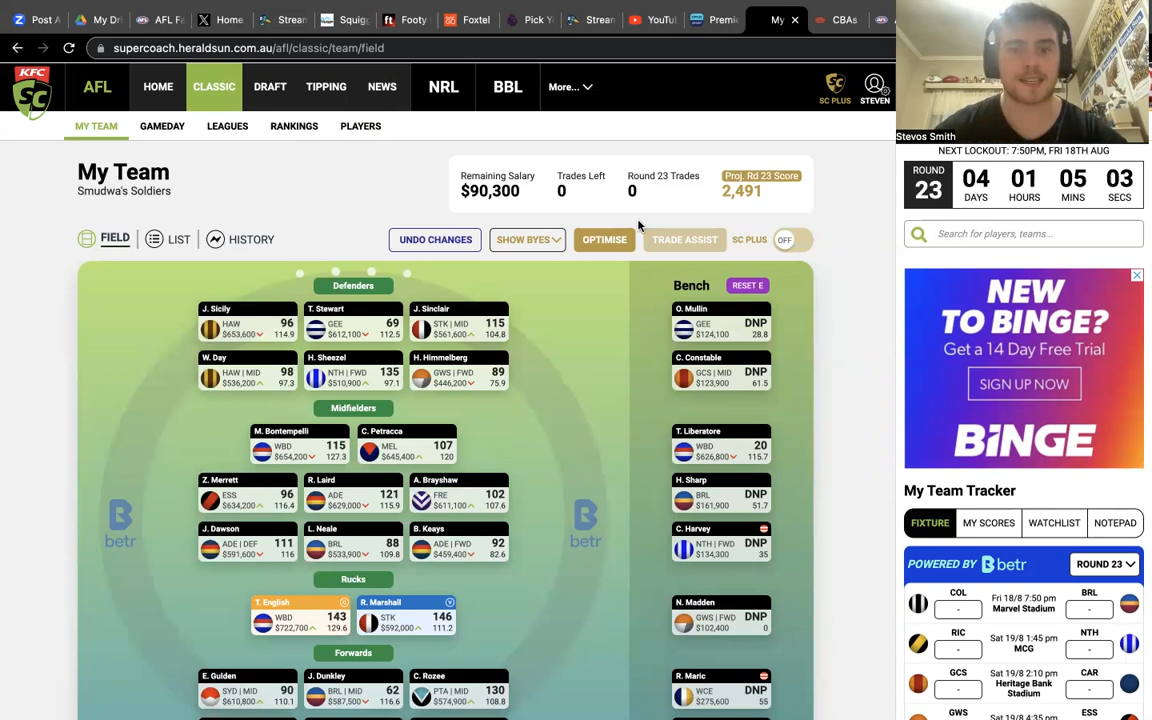 Post A
My Dri
AFL Fa
Home
Stream
Squig
Footy
Foxtel
Pick Y
Stream
YouTu
Premi
My
CBAs
supercoach.heraldsun.com.au/afl/classic/team/field
KFC SC
AFL HOME CLASSIC DRAFT TIPPING NEWS NRL BBL More...
SC PLUS STEVEN
MY TEAM GAMEDAY LEAGUES RANKINGS PLAYERS
Stevos Smith
My Team
Smudwa's Soldiers
Remaining Salary Trades Left Round 23 Trades Proj. Rd 23 Score
$90,300 0 0 2,491
FIELD LIST HISTORY
UNDO CHANGES SHOW BYES OPTIMISE TRADE ASSIST SC PLUS OFF
Defenders
Bench RESET E
J. Sicily
HAW 96
$653,600 114.9
T. Stewart
GEE 69
$612,100 112.5
J. Sinclair
STK | MID 115
$561,600 104.8
O. Mullin
GEE DNP
$124,100 28.8
W. Day
HAW | MID 98
$536,200 97.3
H. Sheezel
NTH | FWD 135
$510,900 97.1
H. Himmelberg
GWS | FWD 89
$446,200 75.9
C. Constable
GCS | MID DNP
$123,900 61.5
Midfielders
M. Bontempelli
WBD 115
$654,200 127.3
C. Petracca
MEL 107
$645,400 120
T. Liberatore
WBD 20
$626,800 115.7
Z. Merrett
ESS 96
$634,200 116.4
R. Laird
ADE 121
$629,000 115.9
A. Brayshaw
FRE 102
$611,100 107.6
H. Sharp
BRL DNP
$161,900 51.7
J. Dawson
ADE | DEF 111
$591,600 116
L. Neale
BRL 88
$533,900 109.8
B. Keays
ADE | FWD 92
$459,400 82.6
C. Harvey
NTH | FWD DNP
$134,300 35
B betr
B betr
Rucks
T. English C
WBD 143
$722,700 129.6
R. Marshall V
STK 146
$592,000 111.2
N. Madden
GWS | FWD DNP
$102,400 0
Forwards
E. Gulden
SYD | MID 90
$610,800 110.1
J. Dunkley
BRL | MID 62
$587,500 116.6
C. Rozee
PTA | MID 130
$574,900 108.8
R. Maric
WCE DNP
$275,600 55
NEXT LOCKOUT: 7:50PM, FRI 18TH AUG
ROUND 23
04 DAYS
01 HOURS
05 MINS
03 SECS
Search for players, teams...
NEW
TO BINGE?
Get a 14 Day Free Trial
SIGN UP NOW
BiNGE
My Team Tracker
FIXTURE MY SCORES WATCHLIST NOTEPAD
POWERED BY B betr ROUND 23
COL - Fri 18/8 7:50 pm Marvel Stadium BRL -
RIC - Sat 19/8 1:45 pm MCG NTH -
GCS - Sat 19/8 2:10 pm Heritage Bank Stadium CAR -
GWS Sat 19/8 4:35 pm ESS